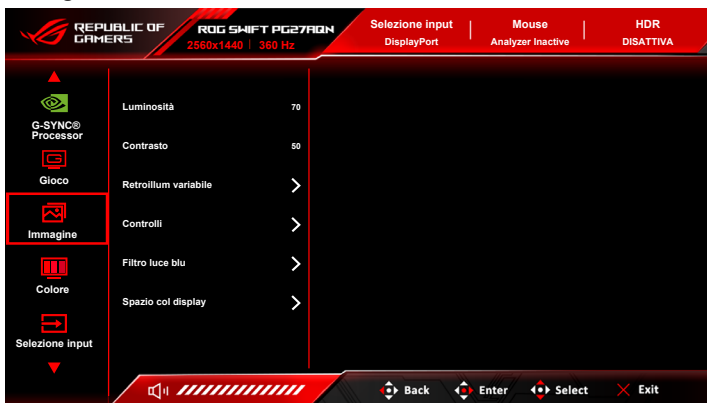 REPUBLIC OF
GAMERS
ROG SWIFT PG27AQN
2560x1440 | 360 Hz
Selezione input
DisplayPort
Mouse
Analyzer Inactive
HDR
DISATTIVA
G-SYNC®
Processor
Gioco
Immagine
Colore
Selezione input
Luminosità 70
Contrasto 50
Retroillum variabile
Controlli
Filtro luce blu
Spazio col display
Back
Enter
Select
Exit